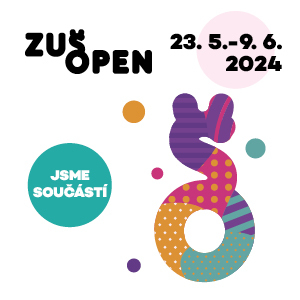 ZUŠ
OPEN
23. 5.-9. 6.
2024
JSME
SOUČÁSTÍ